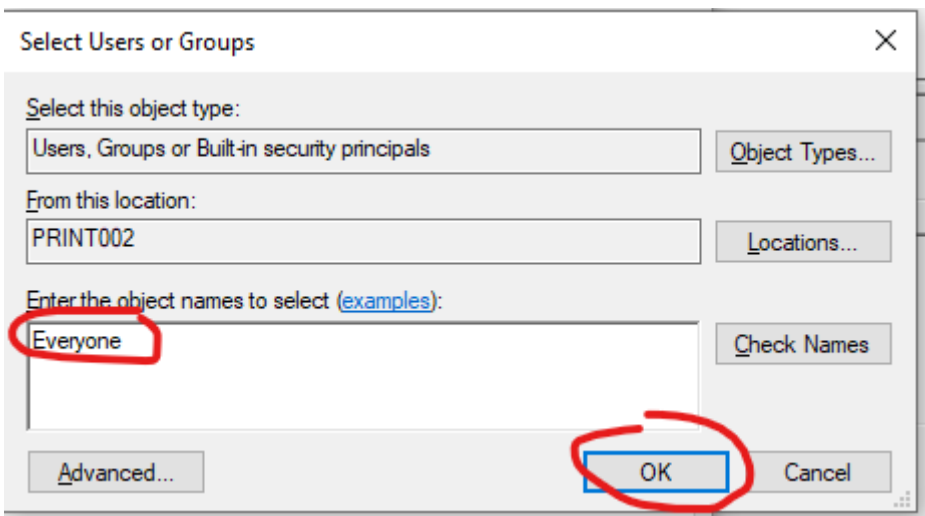 Select Users or Groups
Select this object type:
Users, Groups or Built-in security principals
Object Types...
From this location:
PRINT002
Locations...
Enter the object names to select (examples):
Everyone
Check Names
Advanced...
OK
Cancel